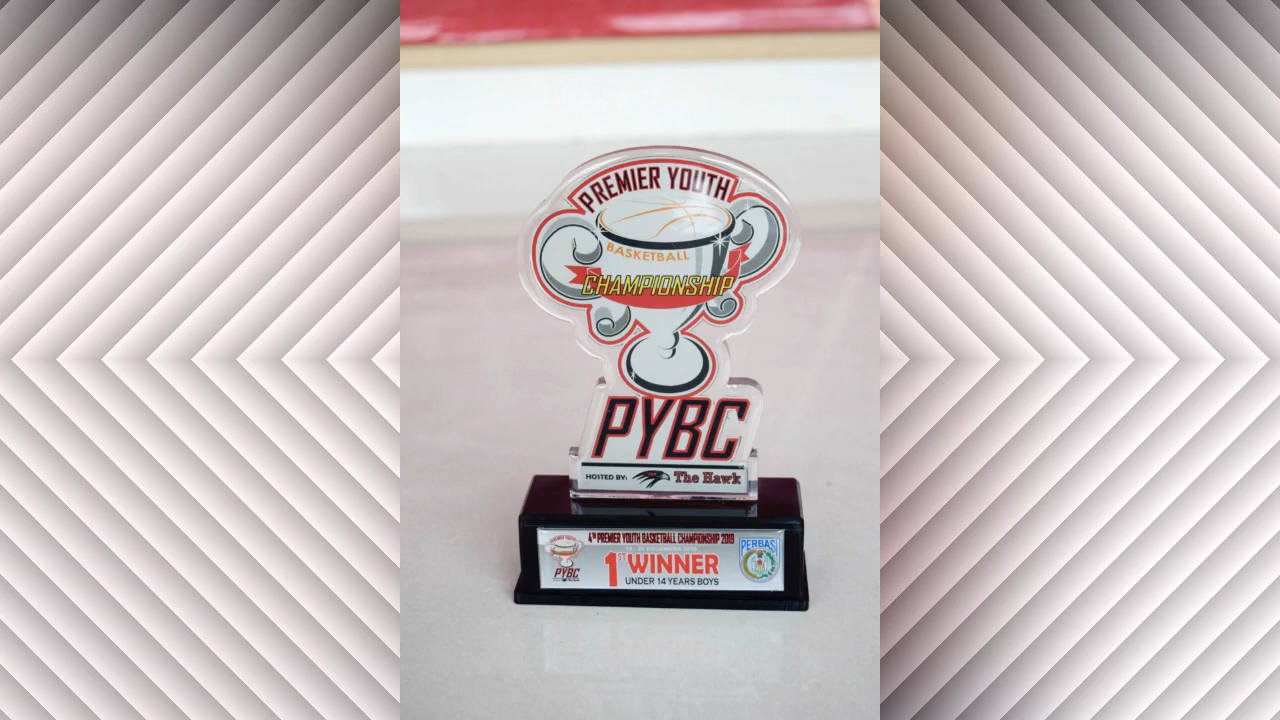 PREMIER YOUTH
BASKETBALL
CHAMPIONSHIP
PYBC
HOSTED BY: The Hawk
4TH PREMIER YOUTH BASKETBALL CHAMPIONSHIP 2019
1ST WINNER
UNDER 14 YEARS BOYS
PYBC
PERBASI